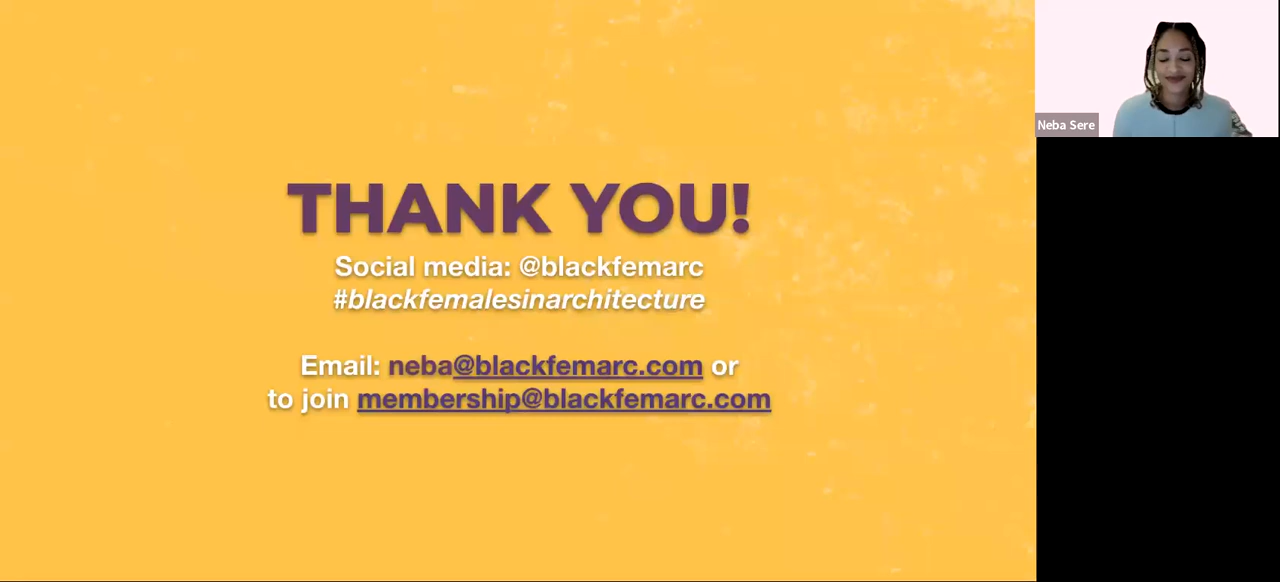 THANK YOU!
Social media: @blackfemarc
#blackfemalesinarchitecture
Email: neba@blackfemarc.com or
to join membership@blackfemarc.com
Neba Sere